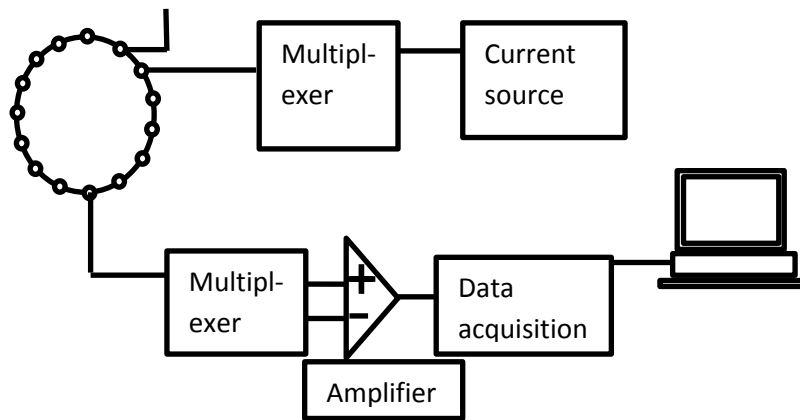 Multipl-
exer
Current
source
Multipl-
exer
+
−
Data
acquisition
Amplifier